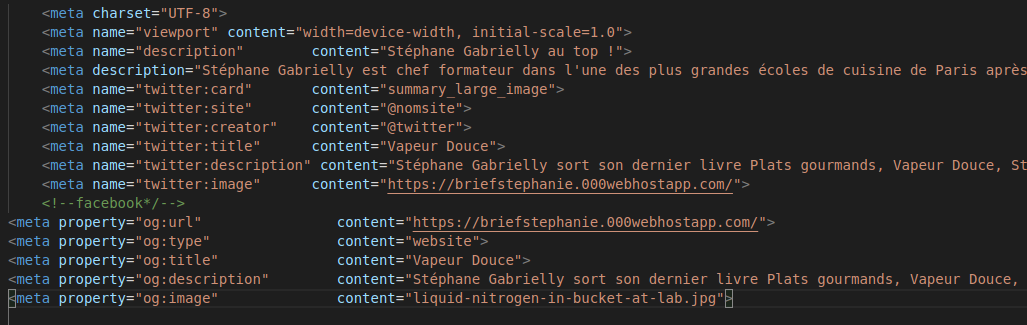 <meta charset="UTF-8">
<meta name="viewport" content="width=device-width, initial-scale=1.0">
<meta name="description" content="Stéphane Gabrielly au top !">
<meta description="Stéphane Gabrielly est chef formateur dans l'une des plus grandes écoles de cuisine de Paris après
<meta name="twitter:card" content="summary_large_image">
<meta name="twitter:site" content="@nomsite">
<meta name="twitter:creator" content="@twitter">
<meta name="twitter:title" content="Vapeur Douce">
<meta name="twitter:description" content="Stéphane Gabrielly sort son dernier livre Plats gourmands, Vapeur Douce, St
<meta name="twitter:image" content="https://briefstephanie.000webhostapp.com/">
<!--facebook*/-->
<meta property="og:url" content="https://briefstephanie.000webhostapp.com/">
<meta property="og:type" content="website">
<meta property="og:title" content="Vapeur Douce">
<meta property="og:description" content="Stéphane Gabrielly sort son dernier livre Plats gourmands, Vapeur Douce,
<meta property="og:image" content="liquid-nitrogen-in-bucket-at-lab.jpg">